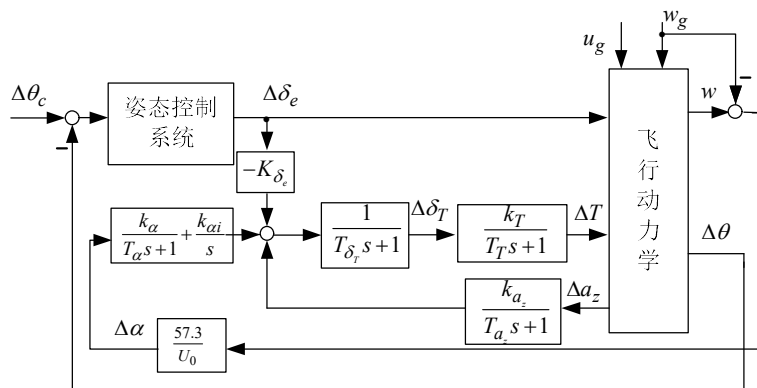 u_g
w_g
Δθ_c
姿态控制
系统
Δδ_e
w
−
−
−K_{δ_e}
飞行动力学
k_α/(T_α s+1) + k_{αi}/s
1/(T_{δ_T} s+1)
Δδ_T
k_T/(T_T s+1)
ΔT
Δθ
k_{a_z}/(T_{a_z} s+1)
Δa_z
Δα
57.3/U_0